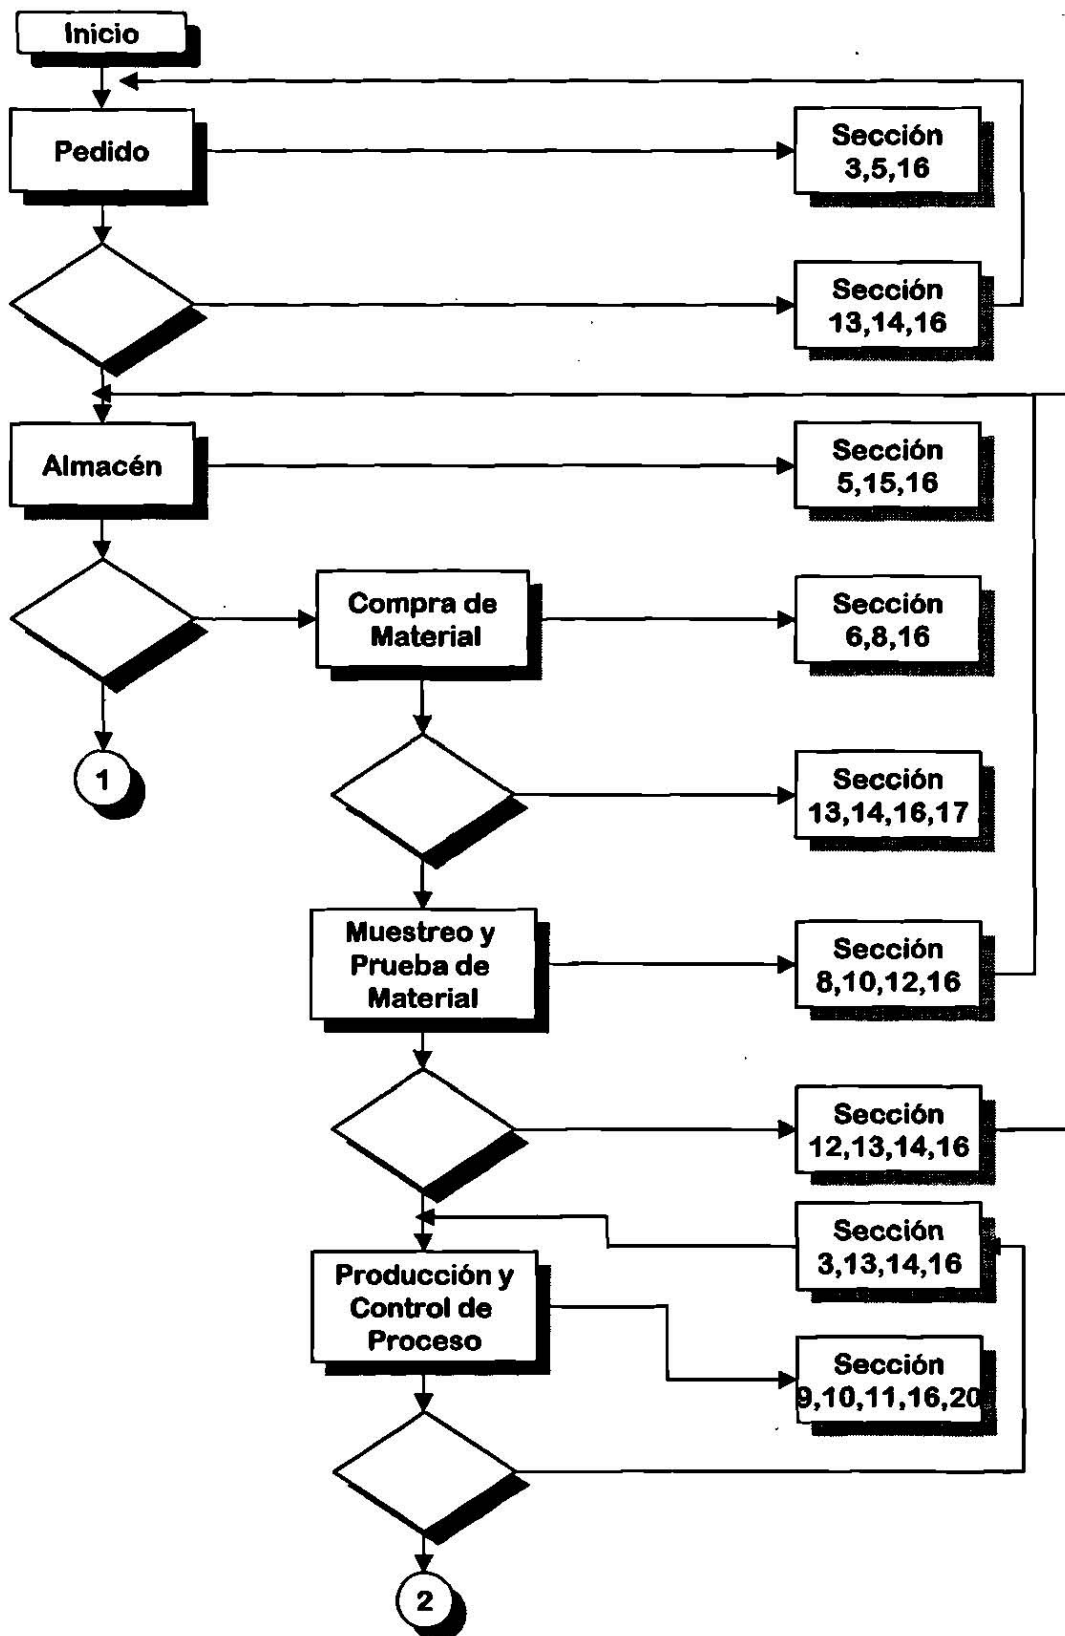 Inicio
Pedido
Sección
3,5,16
Sección
13,14,16
Almacén
Sección
5,15,16
Compra de
Material
Sección
6,8,16
1
Sección
13,14,16,17
Muestreo y
Prueba de
Material
Sección
8,10,12,16
Sección
12,13,14,16
Sección
3,13,14,16
Producción y
Control de
Proceso
Sección
9,10,11,16,20
2